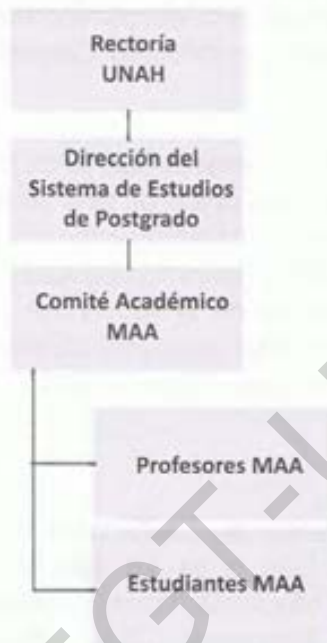 Rectoría
UNAH
Dirección del
Sistema de Estudios
de Postgrado
Comité Académico
MAA
Profesores MAA
Estudiantes MAA